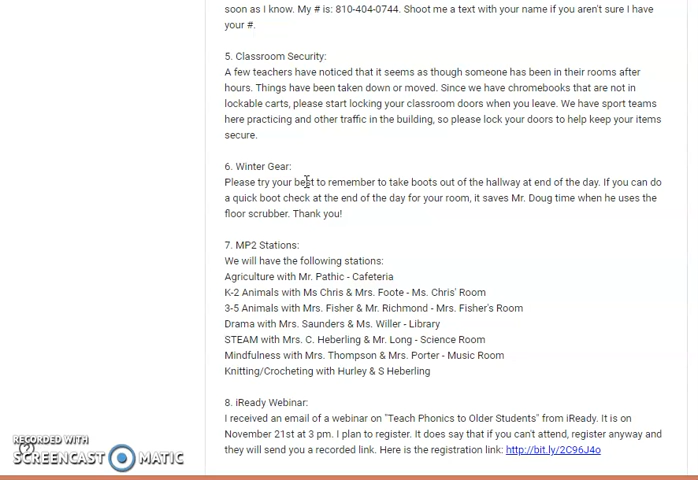 soon as I know. My # is: 810-404-0744. Shoot me a text with your name if you aren't sure I have
your #.
5. Classroom Security:
A few teachers have noticed that it seems as though someone has been in their rooms after
hours. Things have been taken down or moved. Since we have chromebooks that are not in
lockable carts, please start locking your classroom doors when you leave. We have sport teams
here practicing and other traffic in the building, so please lock your doors to help keep your items
secure.
6. Winter Gear:
Please try your best to remember to take boots out of the hallway at end of the day. If you can do
a quick boot check at the end of the day for your room, it saves Mr. Doug time when he uses the
floor scrubber. Thank you!
7. MP2 Stations:
We will have the following stations:
Agriculture with Mr. Pathic - Cafeteria
K-2 Animals with Ms Chris & Mrs. Foote - Ms. Chris' Room
3-5 Animals with Mrs. Fisher & Mr. Richmond - Mrs. Fisher's Room
Drama with Mrs. Saunders & Ms. Willer - Library
STEAM with Mrs. C. Heberling & Mr. Long - Science Room
Mindfulness with Mrs. Thompson & Mrs. Porter - Music Room
Knitting/Crocheting with Hurley & S Heberling
8. iReady Webinar:
I received an email of a webinar on "Teach Phonics to Older Students" from iReady. It is on
November 21st at 3 pm. I plan to register. It does say that if you can't attend, register anyway and
they will send you a recorded link. Here is the registration link: http://bit.ly/2C96J4o
RECORDED WITH
SCREENCAST MATIC